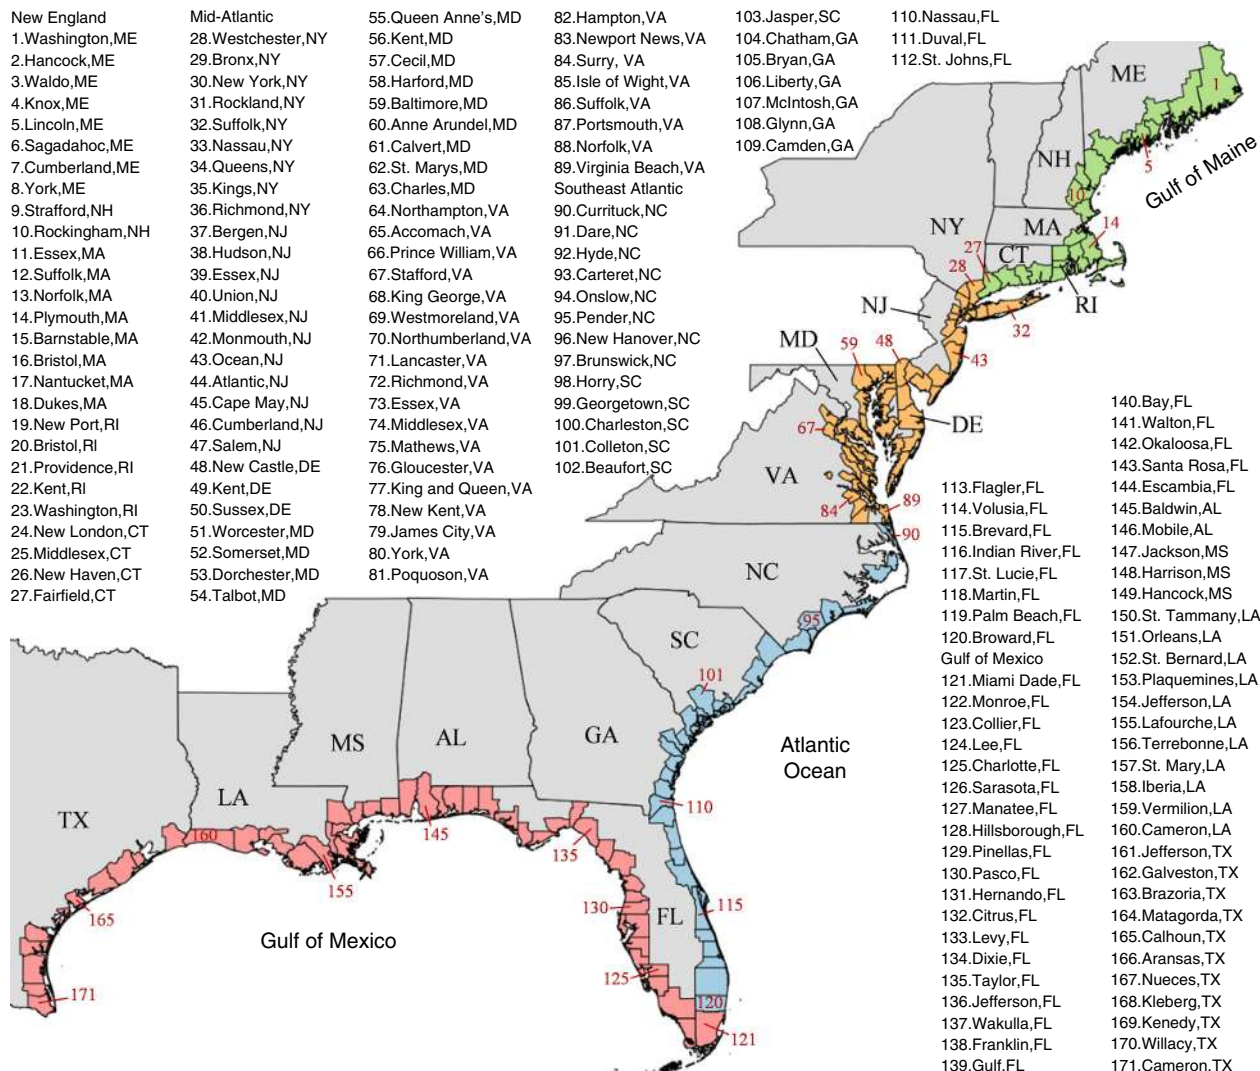 New England
1.Washington,ME
2.Hancock,ME
3.Waldo,ME
4.Knox,ME
5.Lincoln,ME
6.Sagadahoc,ME
7.Cumberland,ME
8.York,ME
9.Strafford,NH
10.Rockingham,NH
11.Essex,MA
12.Suffolk,MA
13.Norfolk,MA
14.Plymouth,MA
15.Barnstable,MA
16.Bristol,MA
17.Nantucket,MA
18.Dukes,MA
19.New Port,RI
20.Bristol,RI
21.Providence,RI
22.Kent,RI
23.Washington,RI
24.New London,CT
25.Middlesex,CT
26.New Haven,CT
27.Fairfield,CT
Mid-Atlantic
28.Westchester,NY
29.Bronx,NY
30.New York,NY
31.Rockland,NY
32.Suffolk,NY
33.Nassau,NY
34.Queens,NY
35.Kings,NY
36.Richmond,NY
37.Bergen,NJ
38.Hudson,NJ
39.Essex,NJ
40.Union,NJ
41.Middlesex,NJ
42.Monmouth,NJ
43.Ocean,NJ
44.Atlantic,NJ
45.Cape May,NJ
46.Cumberland,NJ
47.Salem,NJ
48.New Castle,DE
49.Kent,DE
50.Sussex,DE
51.Worcester,MD
52.Somerset,MD
53.Dorchester,MD
54.Talbot,MD
55.Queen Anne's,MD
56.Kent,MD
57.Cecil,MD
58.Harford,MD
59.Baltimore,MD
60.Anne Arundel,MD
61.Calvert,MD
62.St. Marys,MD
63.Charles,MD
64.Northampton,VA
65.Accomach,VA
66.Prince William,VA
67.Stafford,VA
68.King George,VA
69.Westmoreland,VA
70.Northumberland,VA
71.Lancaster,VA
72.Richmond,VA
73.Essex,VA
74.Middlesex,VA
75.Mathews,VA
76.Gloucester,VA
77.King and Queen,VA
78.New Kent,VA
79.James City,VA
80.York,VA
81.Poquoson,VA
82.Hampton,VA
83.Newport News,VA
84.Surry, VA
85.Isle of Wight,VA
86.Suffolk,VA
87.Portsmouth,VA
88.Norfolk,VA
89.Virginia Beach,VA
Southeast Atlantic
90.Currituck,NC
91.Dare,NC
92.Hyde,NC
93.Carteret,NC
94.Onslow,NC
95.Pender,NC
96.New Hanover,NC
97.Brunswick,NC
98.Horry,SC
99.Georgetown,SC
100.Charleston,SC
101.Colleton,SC
102.Beaufort,SC
103.Jasper,SC
104.Chatham,GA
105.Bryan,GA
106.Liberty,GA
107.McIntosh,GA
108.Glynn,GA
109.Camden,GA
110.Nassau,FL
111.Duval,FL
112.St. Johns,FL
113.Flagler,FL
114.Volusia,FL
115.Brevard,FL
116.Indian River,FL
117.St. Lucie,FL
118.Martin,FL
119.Palm Beach,FL
120.Broward,FL
Gulf of Mexico
121.Miami Dade,FL
122.Monroe,FL
123.Collier,FL
124.Lee,FL
125.Charlotte,FL
126.Sarasota,FL
127.Manatee,FL
128.Hillsborough,FL
129.Pinellas,FL
130.Pasco,FL
131.Hernando,FL
132.Citrus,FL
133.Levy,FL
134.Dixie,FL
135.Taylor,FL
136.Jefferson,FL
137.Wakulla,FL
138.Franklin,FL
139.Gulf,FL
140.Bay,FL
141.Walton,FL
142.Okaloosa,FL
143.Santa Rosa,FL
144.Escambia,FL
145.Baldwin,AL
146.Mobile,AL
147.Jackson,MS
148.Harrison,MS
149.Hancock,MS
150.St. Tammany,LA
151.Orleans,LA
152.St. Bernard,LA
153.Plaquemines,LA
154.Jefferson,LA
155.Lafourche,LA
156.Terrebonne,LA
157.St. Mary,LA
158.Iberia,LA
159.Vermilion,LA
160.Cameron,LA
161.Jefferson,TX
162.Galveston,TX
163.Brazoria,TX
164.Matagorda,TX
165.Calhoun,TX
166.Aransas,TX
167.Nueces,TX
168.Kleberg,TX
169.Kenedy,TX
170.Willacy,TX
171.Cameron,TX
ME
1
NH
5
Gulf of Maine
10
NY
MA
14
27
CT
28
RI
NJ
32
MD
59
48
43
67
DE
VA
84
89
90
NC
95
SC
101
MS
AL
GA
Atlantic
Ocean
LA
TX
110
160
145
135
155
165
130
FL
115
Gulf of Mexico
125
171
120
121